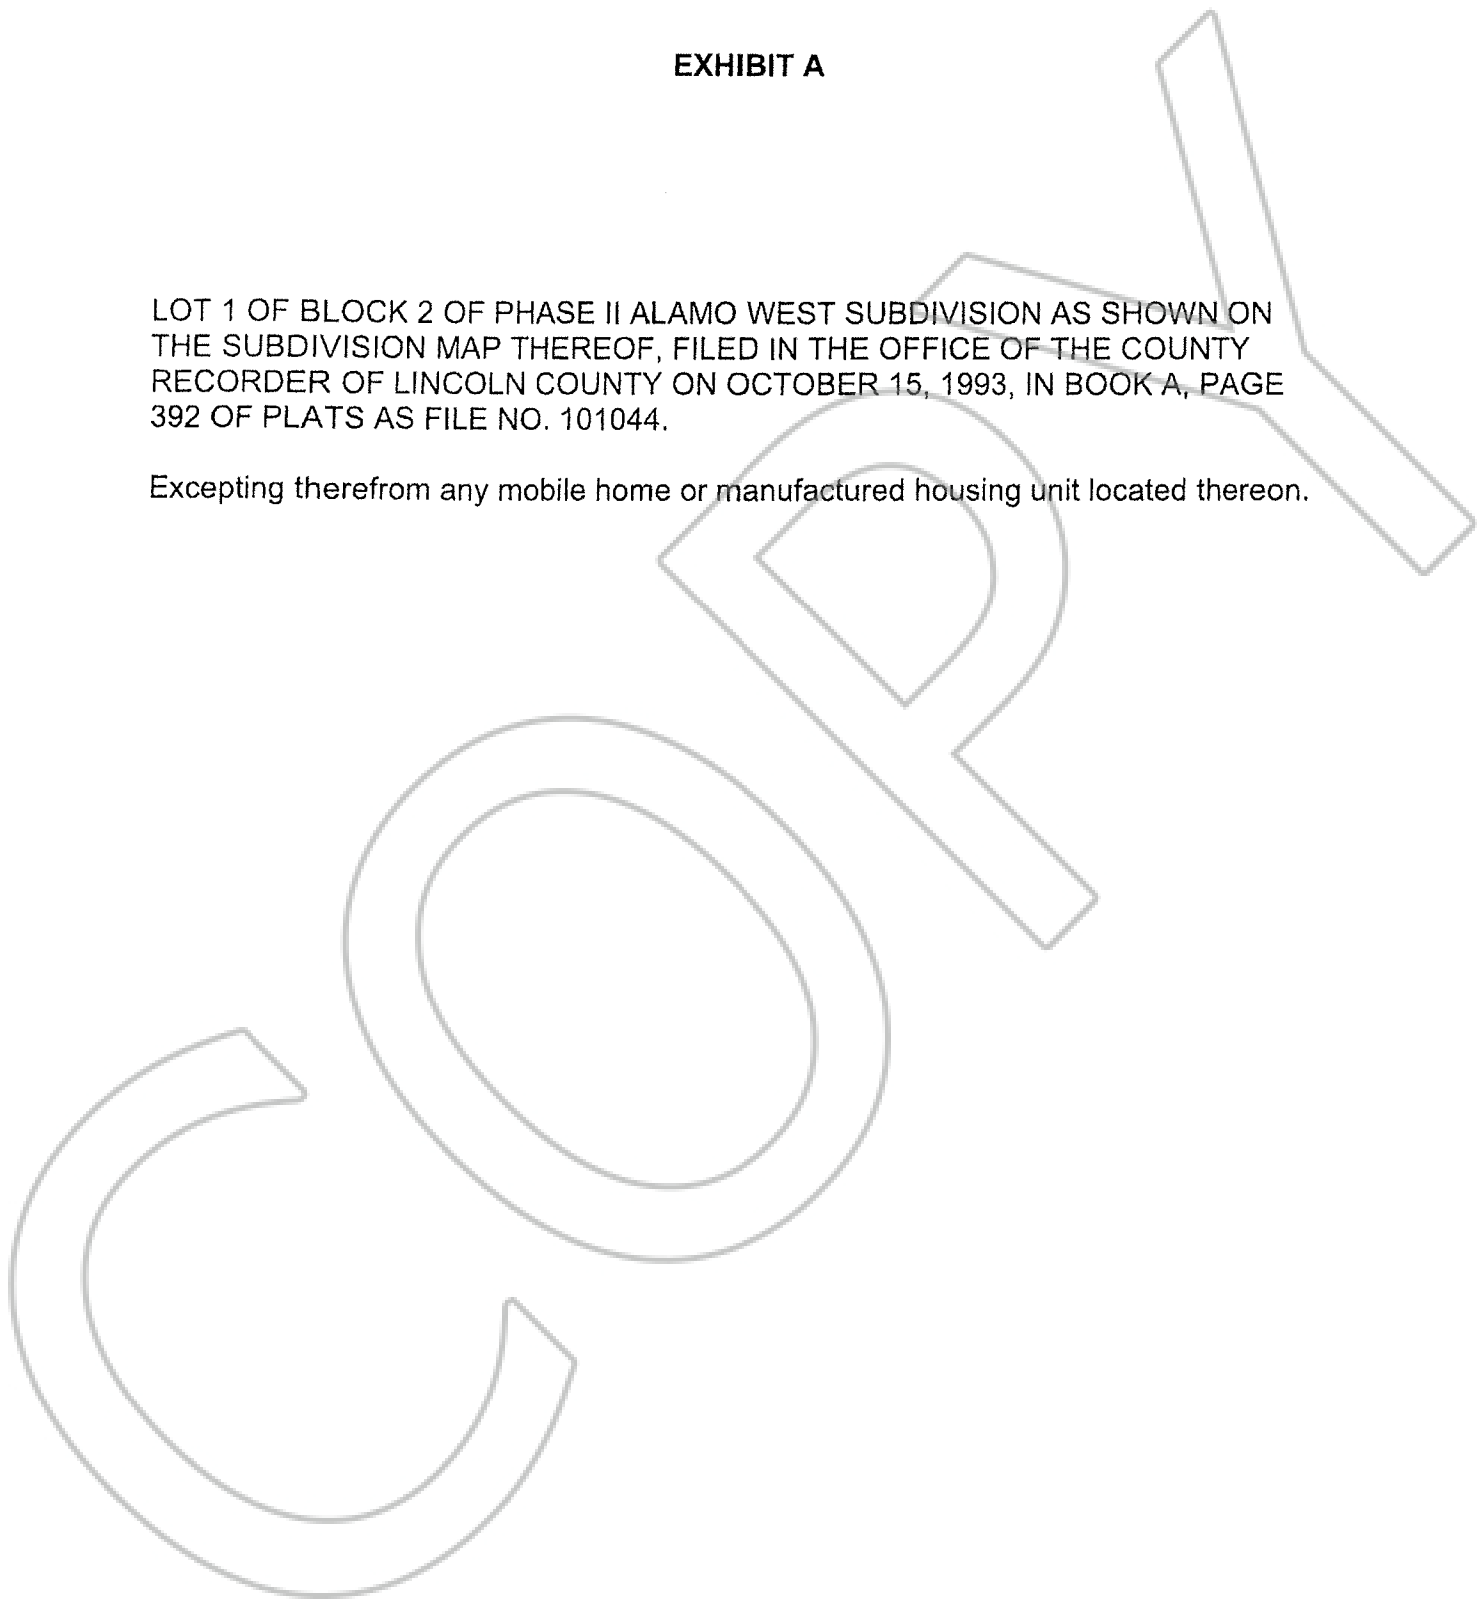 EXHIBIT A
LOT 1 OF BLOCK 2 OF PHASE II ALAMO WEST SUBDIVISION AS SHOWN ON
THE SUBDIVISION MAP THEREOF, FILED IN THE OFFICE OF THE COUNTY
RECORDER OF LINCOLN COUNTY ON OCTOBER 15, 1993, IN BOOK A, PAGE
392 OF PLATS AS FILE NO. 101044.
Excepting therefrom any mobile home or manufactured housing unit located thereon.
COPY